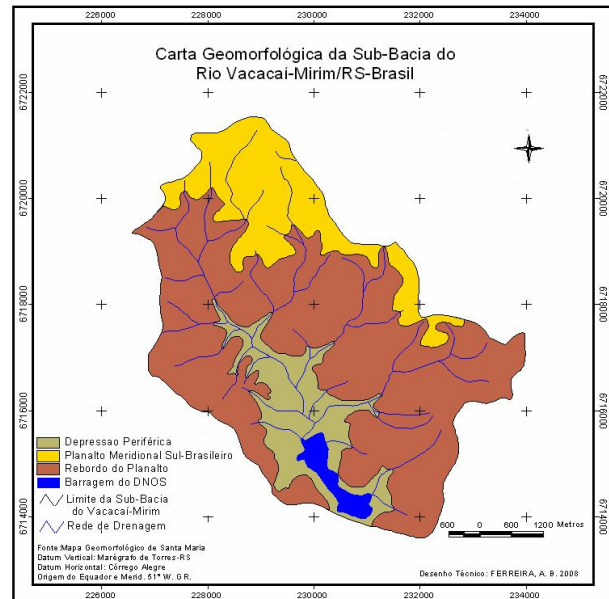 226000 228000 230000 232000 234000
Carta Geomorfológica da Sub-Bacia do
Rio Vacacaí-Mirim/RS-Brasil
6722000 6722000
6720000 6720000
6718000 6718000
6716000 6716000
6714000 6714000
Depressão Periférica
Planalto Meridional Sul-Brasileiro
Rebordo do Planalto
Barragem do DNOS
Limite da Sub-Bacia
do Vacacaí-Mirim
Rede de Drenagem
600 0 600 1200 Metros
Fonte:Mapa Geomorfológico de Santa Maria
Datum Vertical: Marégrafo de Torres-RS
Datum Horizontal: Córrego Alegre
Origem do Equador e Merid. 51° W. GR.
Desenho Técnico: FERREIRA, A. B. 2008
226000 228000 230000 232000 234000